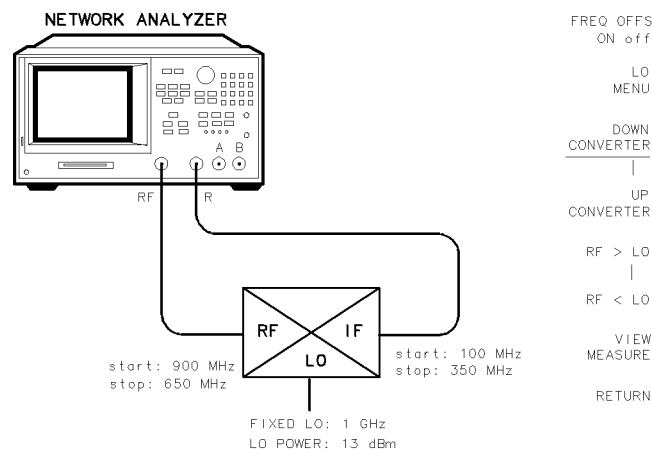 NETWORK ANALYZER
A B
RF
R
RF
IF
LO
start: 900 MHz
stop: 650 MHz
start: 100 MHz
stop: 350 MHz
FIXED LO: 1 GHz
LO POWER: 13 dBm
FREQ OFFS
ON off
LO
MENU
DOWN
CONVERTER
UP
CONVERTER
RF > LO
RF < LO
VIEW
MEASURE
RETURN